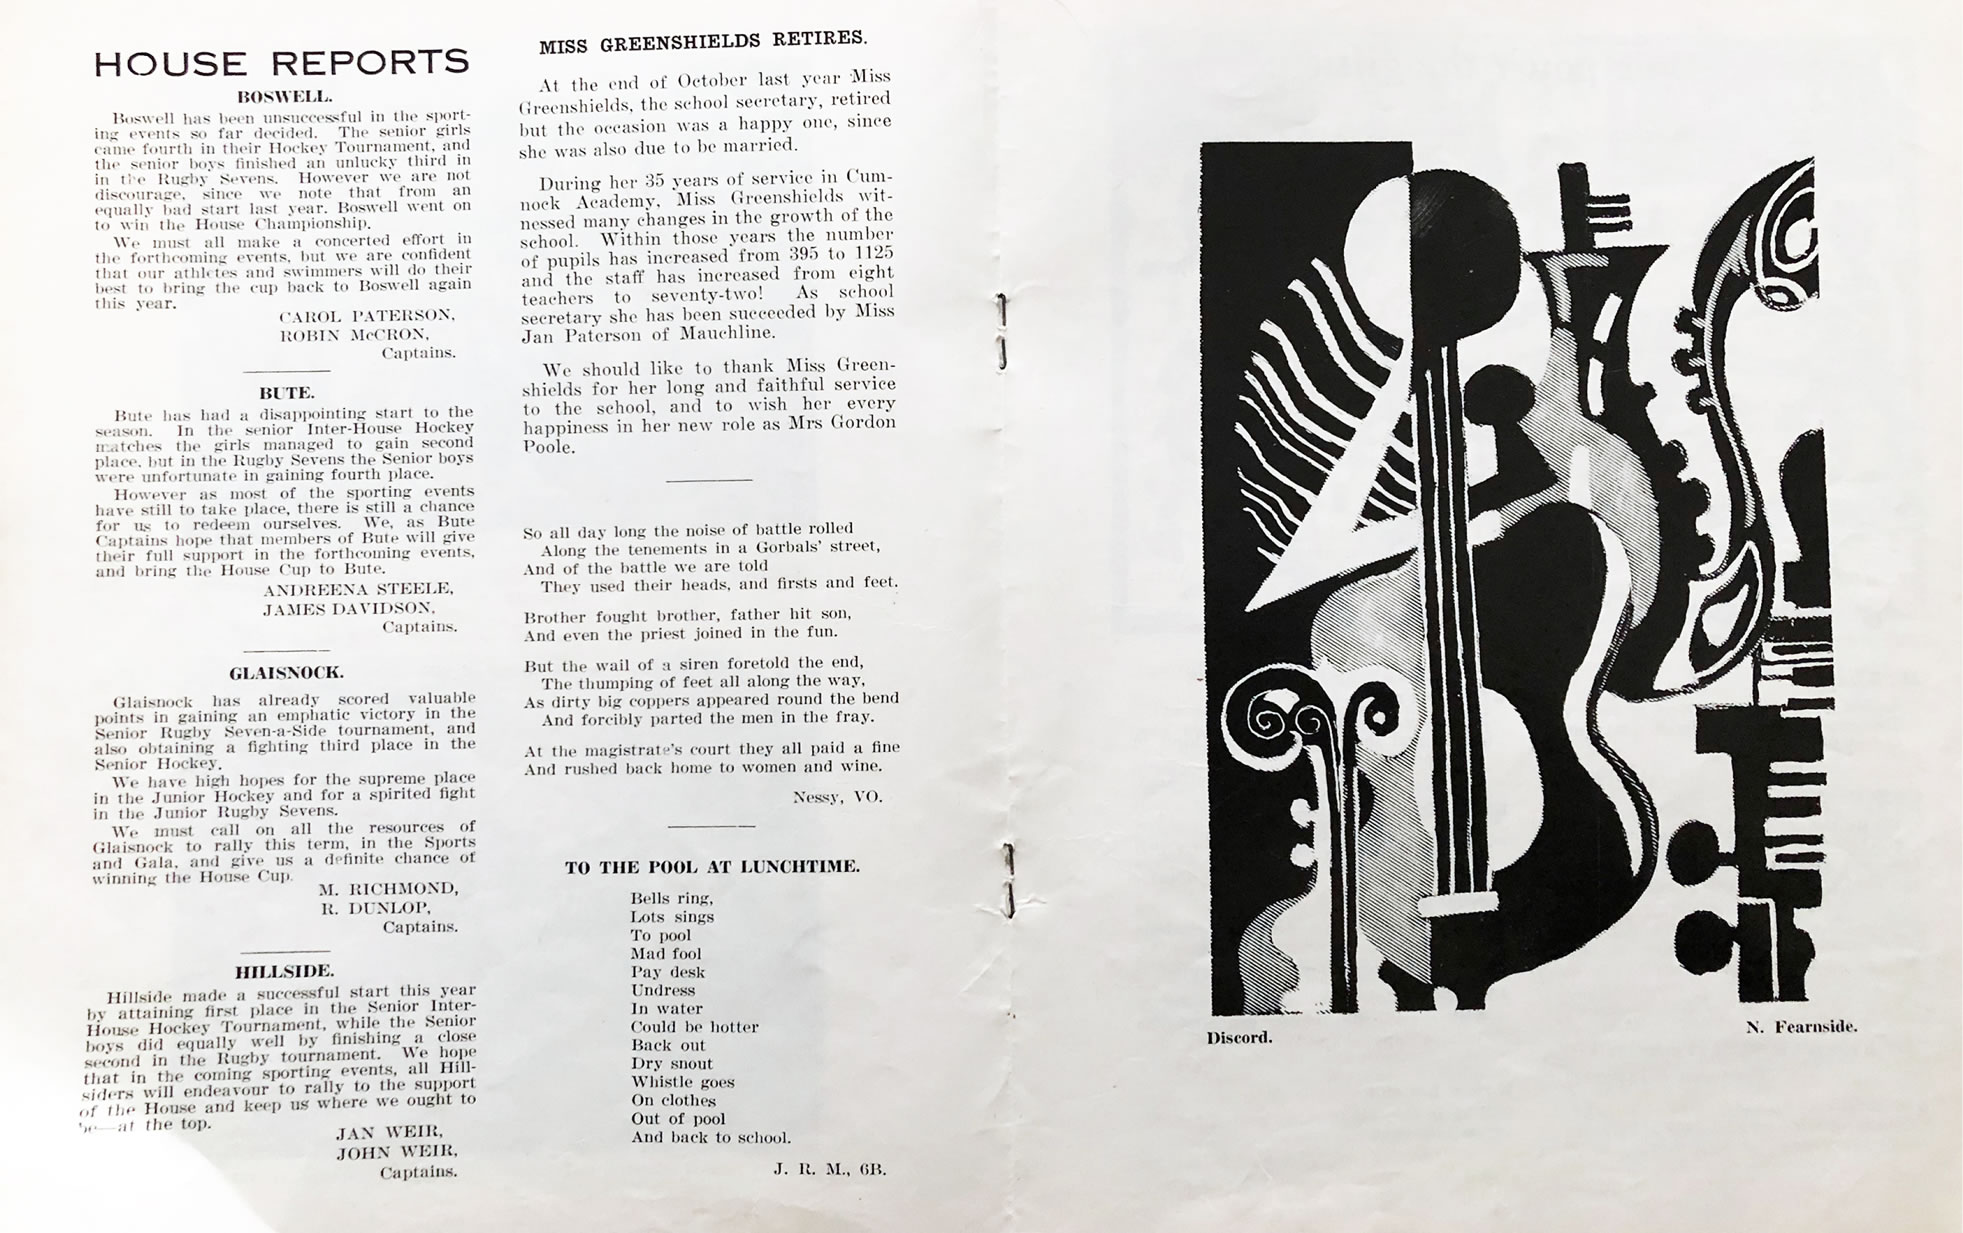 HOUSE REPORTS
BOSWELL.
Boswell has been unsuccessful in the sport-
ing events so far decided. The senior girls
came fourth in their Hockey Tournament, and
the senior boys finished an unlucky third in
in the Rugby Sevens. However we are not
discourage, since we note that from an
equally bad start last year. Boswell went on
to win the House Championship.
We must all make a concerted effort in
the forthcoming events, but we are confident
that our athletes and swimmers will do their
best to bring the cup back to Boswell again
this year.
CAROL PATERSON,
ROBIN McCRON,
Captains.
BUTE.
Bute has had a disappointing start to the
season. In the senior Inter-House Hockey
matches the girls managed to gain second
place, but in the Rugby Sevens the Senior boys
were unfortunate in gaining fourth place.
However as most of the sporting events
have still to take place, there is still a chance
for us to redeem ourselves. We, as Bute
Captains hope that members of Bute will give
their full support in the forthcoming events,
and bring the House Cup to Bute.
ANDREENA STEELE,
JAMES DAVIDSON,
Captains.
GLAISNOCK.
Glaisnock has already scored valuable
points in gaining an emphatic victory in the
Senior Rugby Seven-a-Side tournament, and
also obtaining a fighting third place in the
Senior Hockey.
We have high hopes for the supreme place
in the Junior Hockey and for a spirited fight
in the Junior Rugby Sevens.
We must call on all the resources of
Glaisnock to rally this term, in the Sports
and Gala, and give us a definite chance of
winning the House Cup.
M. RICHMOND,
R. DUNLOP,
Captains.
HILLSIDE.
Hillside made a successful start this year
by attaining first place in the Senior Inter-
House Hockey Tournament, while the Senior
boys did equally well by finishing a close
second in the Rugby tournament. We hope
that in the coming sporting events, all Hill-
siders will endeavour to rally to the support
of the House and keep us where we ought to
be—at the top.
JAN WEIR,
JOHN WEIR,
Captains.
MISS GREENSHIELDS RETIRES.
At the end of October last year Miss
Greenshields, the school secretary, retired
but the occasion was a happy one, since
she was also due to be married.
During her 35 years of service in Cum-
nock Academy, Miss Greenshields wit-
nessed many changes in the growth of the
school. Within those years the number
of pupils has increased from 395 to 1125
and the staff has increased from eight
teachers to seventy-two! As school
secretary she has been succeeded by Miss
Jan Paterson of Mauchline.
We should like to thank Miss Green-
shields for her long and faithful service
to the school, and to wish her every
happiness in her new role as Mrs Gordon
Poole.
So all day long the noise of battle rolled
Along the tenements in a Gorbals' street,
And of the battle we are told
They used their heads, and firsts and feet.
Brother fought brother, father hit son,
And even the priest joined in the fun.
But the wail of a siren foretold the end,
The thumping of feet all along the way,
As dirty big coppers appeared round the bend
And forcibly parted the men in the fray.
At the magistrate's court they all paid a fine
And rushed back home to women and wine.
Nessy, VO.
TO THE POOL AT LUNCHTIME.
Bells ring,
Lots sings
To pool
Mad fool
Pay desk
Undress
In water
Could be hotter
Back out
Dry snout
Whistle goes
On clothes
Out of pool
And back to school.
J. R. M., 6B.
Discord.
N. Fearnside.